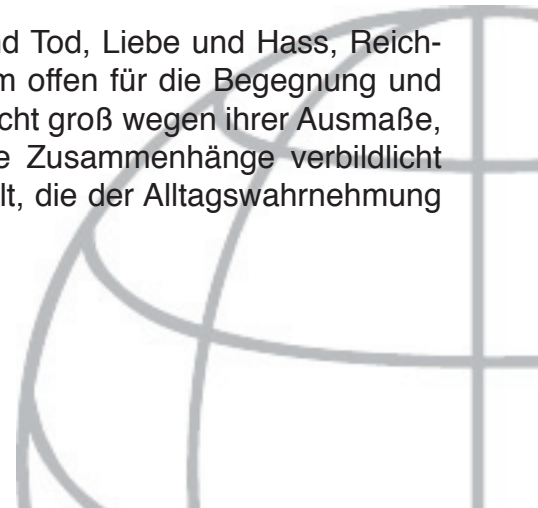 nd Tod, Liebe und Hass, Reich-
m offen für die Begegnung und
cht groß wegen ihrer Ausmaße,
e Zusammenhänge verbildlicht
lt, die der Alltagswahrnehmung